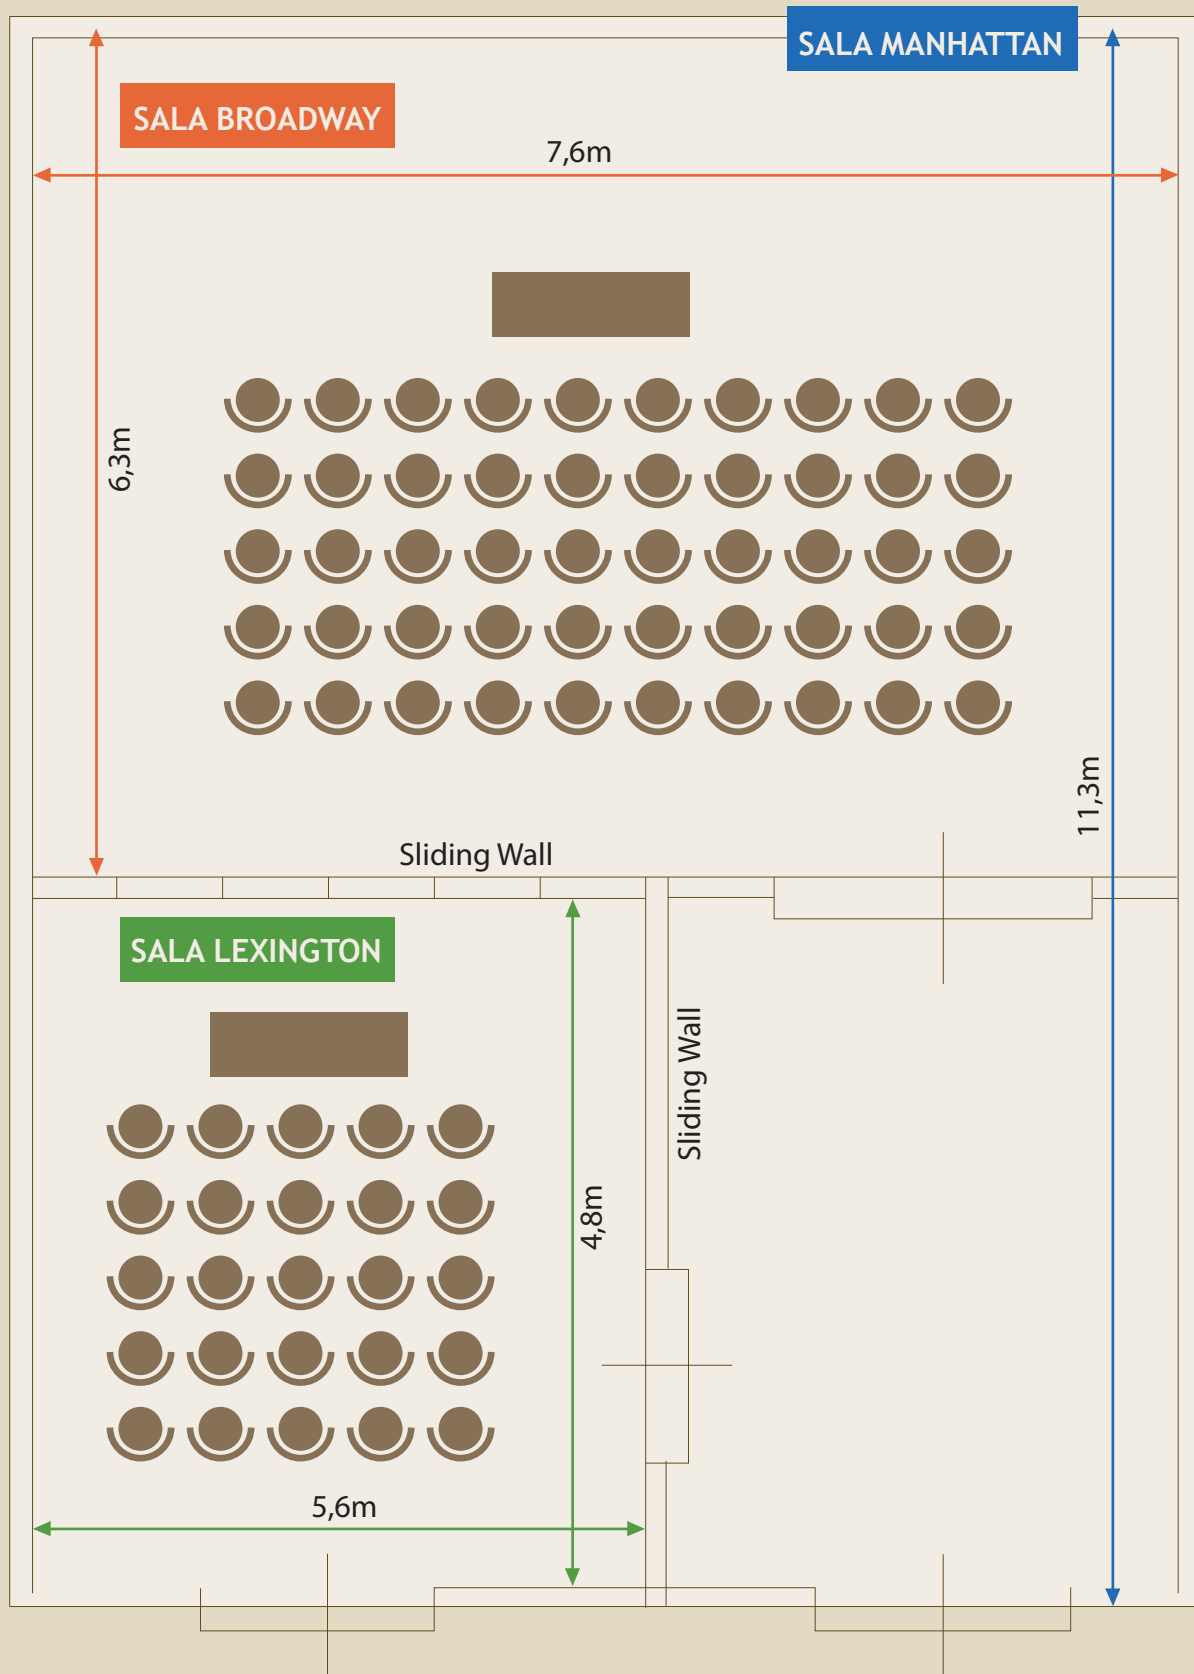 SALA MANHATTAN
SALA BROADWAY
7,6m
6,3m
11,3m
Sliding Wall
SALA LEXINGTON
Sliding Wall
4,8m
5,6m